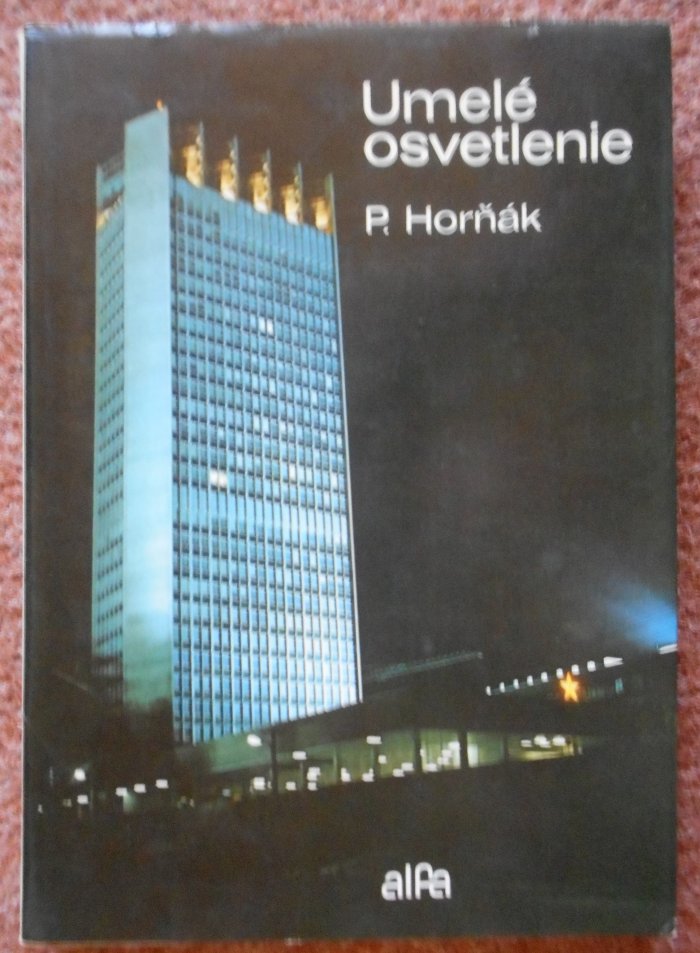 Umelé
osvetlenie
P. Horňák
alfa